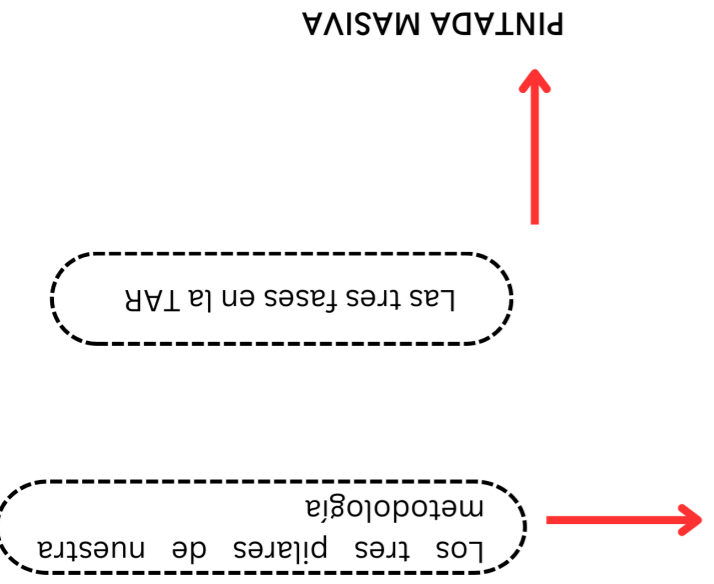 Los tres pilares de nuestra
metodología
Las tres fases en la TAR
PINTADA MASIVA